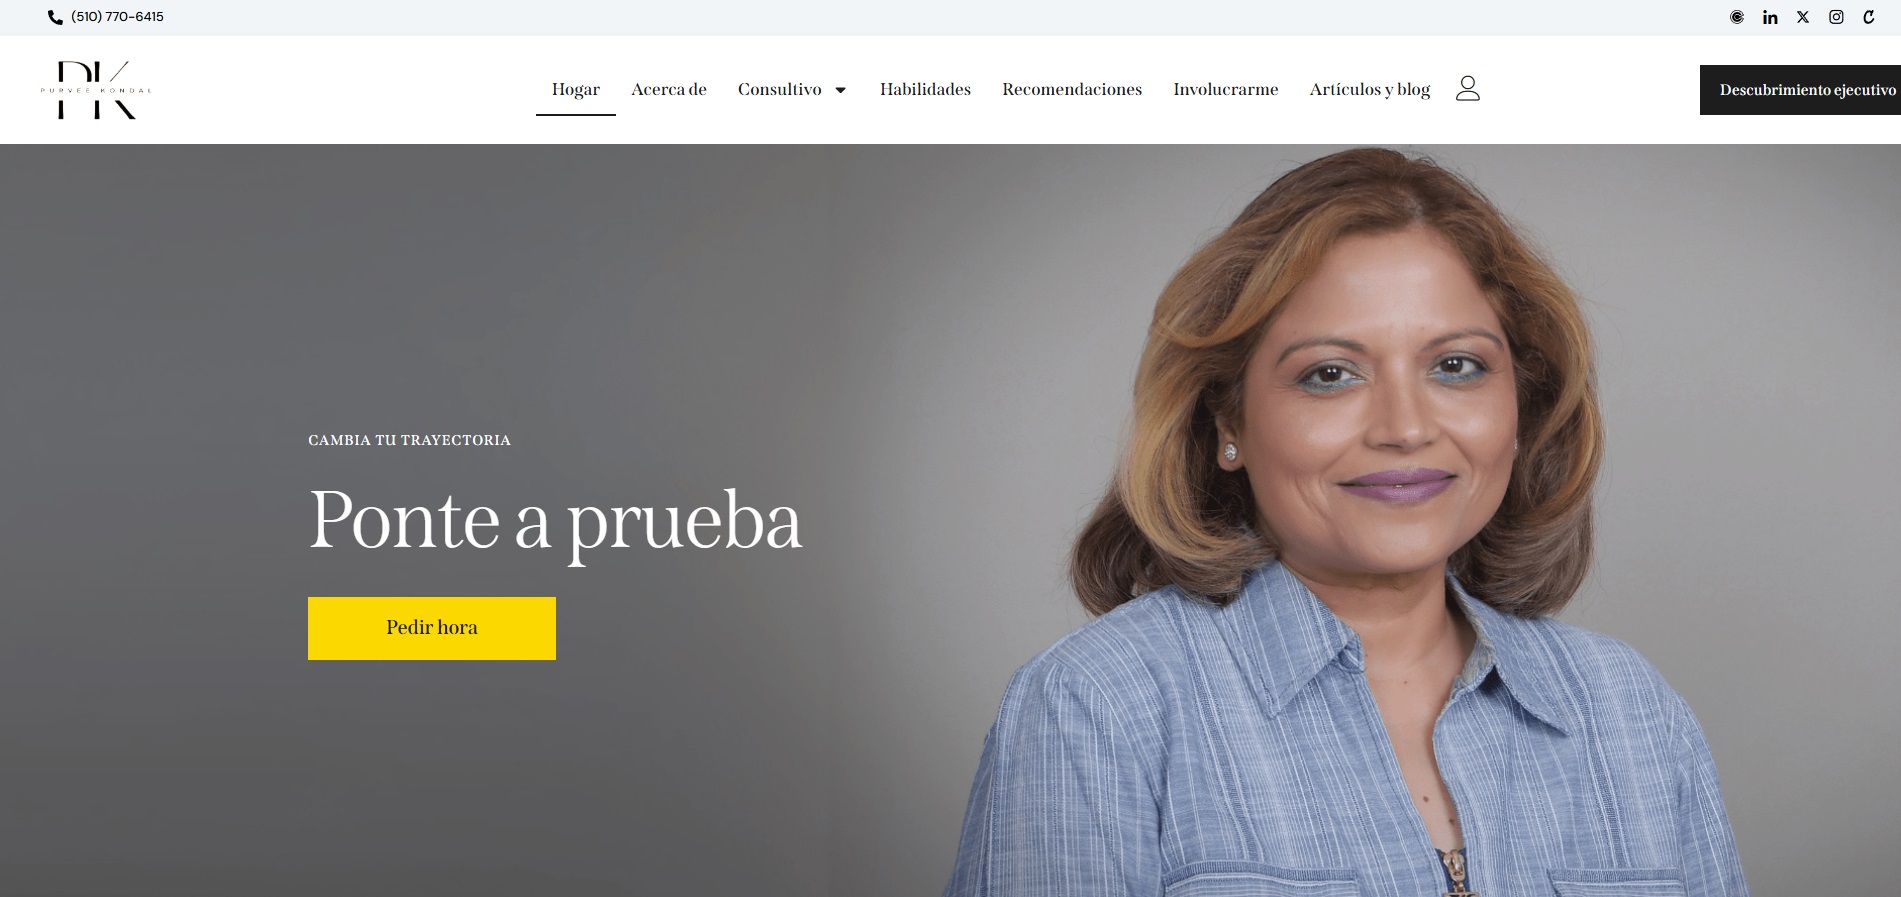 (510) 770-6415
PK
PURVEE KONDAL
Hogar
Acerca de
Consultivo
Habilidades
Recomendaciones
Involucrarme
Artículos y blog
Descubrimiento ejecutivo
CAMBIA TU TRAYECTORIA
Ponte a prueba
Pedir hora